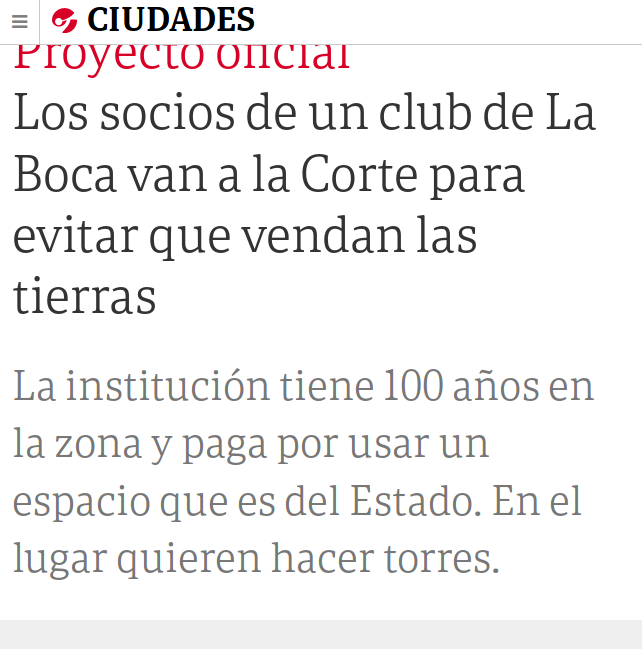 CIUDADES
Proyecto oficial
Los socios de un club de La
Boca van a la Corte para
evitar que vendan las
tierras
La institución tiene 100 años en
la zona y paga por usar un
espacio que es del Estado. En el
lugar quieren hacer torres.